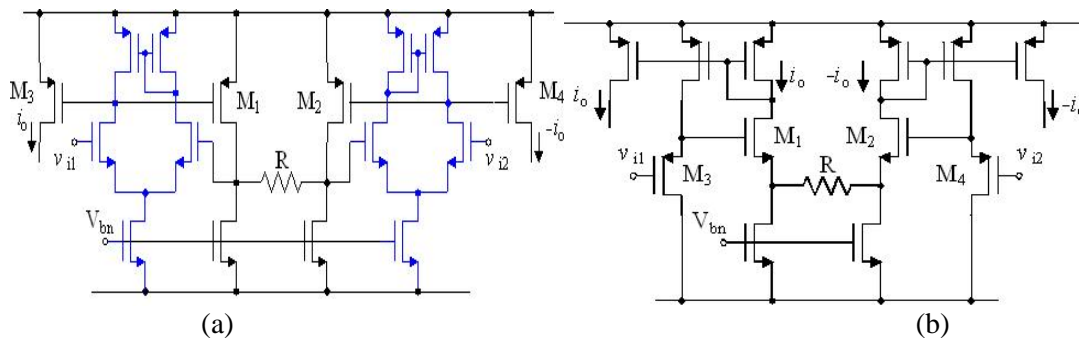 M3 M1 M2 M4
io -io
vi1 R vi2
Vbn
(a)
io io -io -io
M1 M2
vi1 M3 R M4 vi2
Vbn
(b)